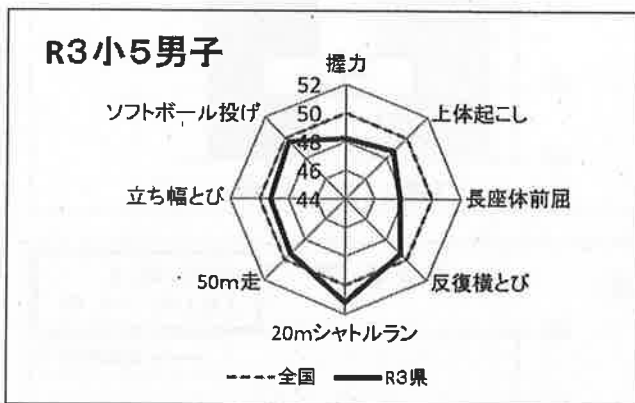 R3小5男子
握力
上体起こし
長座体前屈
反復横とび
20mシャトルラン
50m走
立ち幅とび
ソフトボール投げ
52
50
48
46
44
全国
R3県